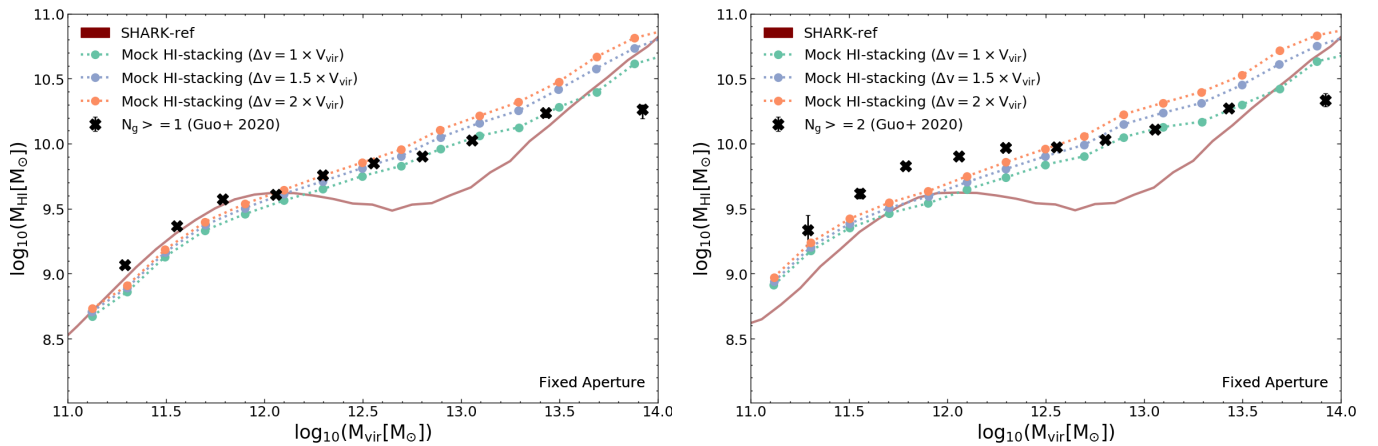 11.0
10.5
10.0
9.5
9.0
8.5
log₁₀(M_HI[M_⊙])
SHARK-ref
Mock HI-stacking (Δv = 1 × V_vir)
Mock HI-stacking (Δv = 1.5 × V_vir)
Mock HI-stacking (Δv = 2 × V_vir)
N_g >= 1 (Guo+ 2020)
Fixed Aperture
11.0 11.5 12.0 12.5 13.0 13.5 14.0
log₁₀(M_vir[M_⊙])
11.0
10.5
10.0
9.5
9.0
8.5
log₁₀(M_HI[M_⊙])
SHARK-ref
Mock HI-stacking (Δv = 1 × V_vir)
Mock HI-stacking (Δv = 1.5 × V_vir)
Mock HI-stacking (Δv = 2 × V_vir)
N_g >= 2 (Guo+ 2020)
Fixed Aperture
11.0 11.5 12.0 12.5 13.0 13.5 14.0
log₁₀(M_vir[M_⊙])